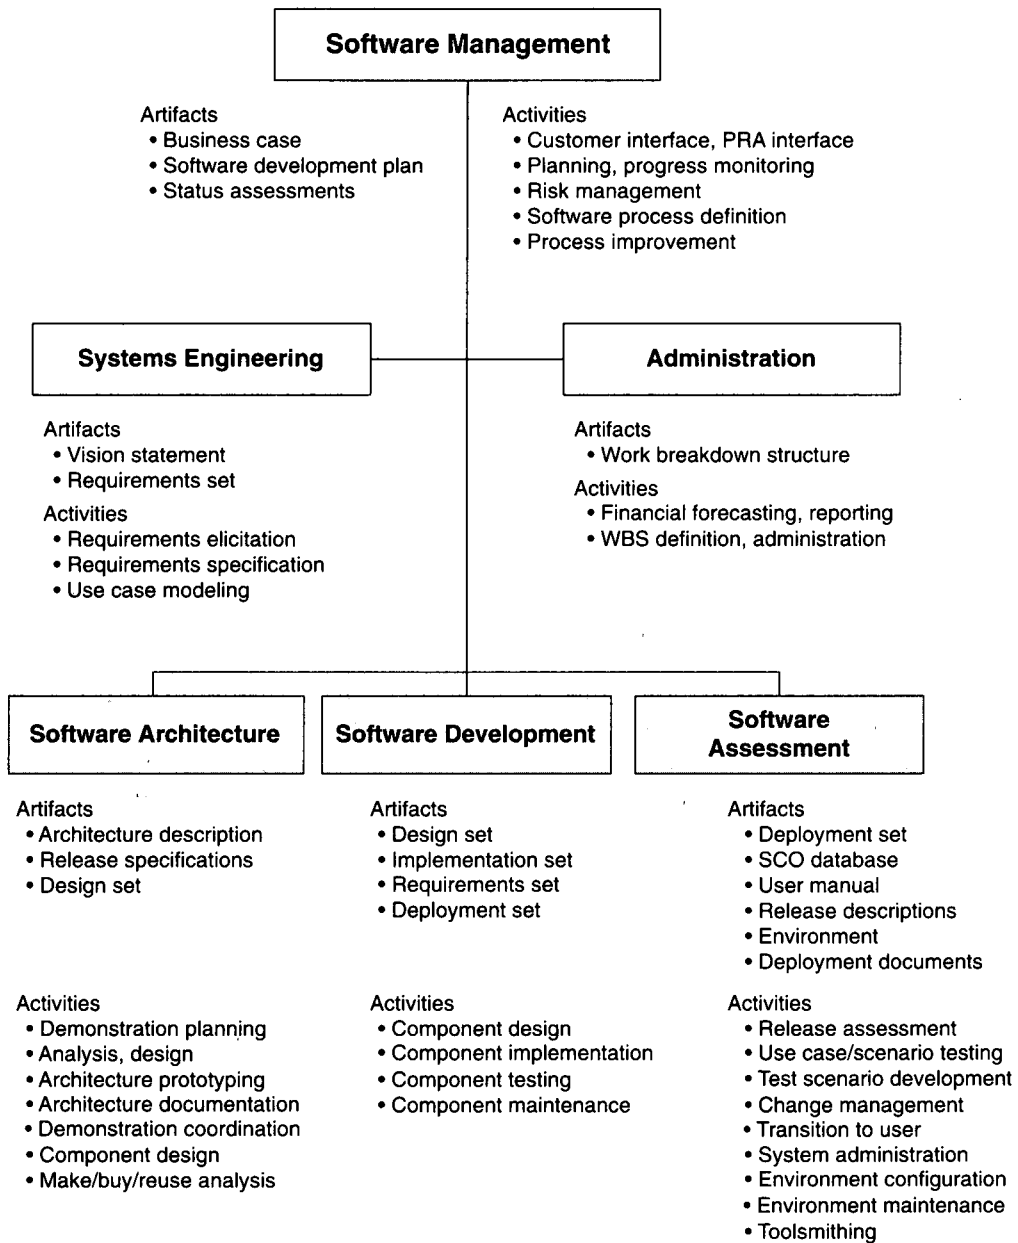 Software Management
Artifacts
• Business case
• Software development plan
• Status assessments
Activities
• Customer interface, PRA interface
• Planning, progress monitoring
• Risk management
• Software process definition
• Process improvement
Systems Engineering
Artifacts
• Vision statement
• Requirements set
Activities
• Requirements elicitation
• Requirements specification
• Use case modeling
Administration
Artifacts
• Work breakdown structure
Activities
• Financial forecasting, reporting
• WBS definition, administration
Software Architecture
Artifacts
• Architecture description
• Release specifications
• Design set
Activities
• Demonstration planning
• Analysis, design
• Architecture prototyping
• Architecture documentation
• Demonstration coordination
• Component design
• Make/buy/reuse analysis
Software Development
Artifacts
• Design set
• Implementation set
• Requirements set
• Deployment set
Activities
• Component design
• Component implementation
• Component testing
• Component maintenance
Software
Assessment
Artifacts
• Deployment set
• SCO database
• User manual
• Release descriptions
• Environment
• Deployment documents
Activities
• Release assessment
• Use case/scenario testing
• Test scenario development
• Change management
• Transition to user
• System administration
• Environment configuration
• Environment maintenance
• Toolsmithing